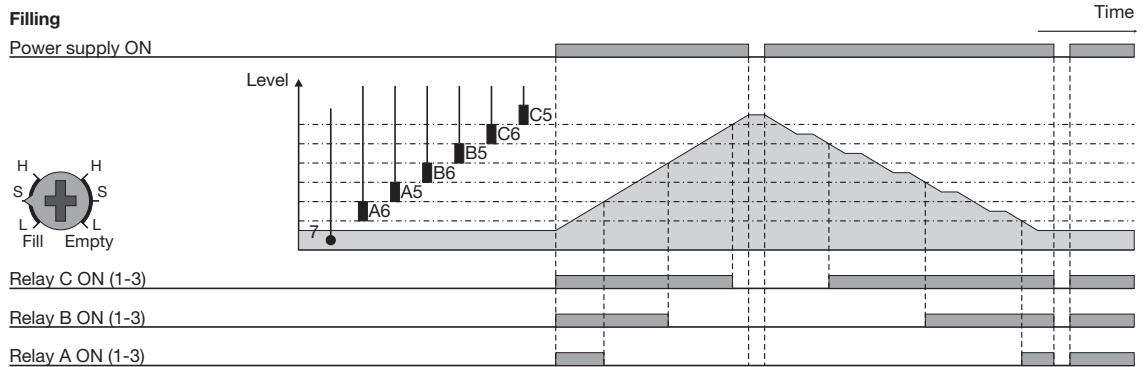 Filling
Time
Power supply ON
Level
C5
C6
B5
B6
A5
A6
7
H H
S S
L L
Fill Empty
Relay C ON (1-3)
Relay B ON (1-3)
Relay A ON (1-3)